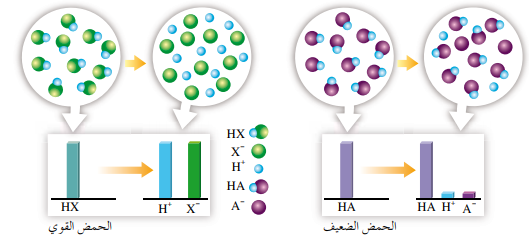 HX
X⁻
H⁺
HA
A⁻
HX
H⁺ X⁻
HA
HA H⁺ A⁻
الحمض القوي
الحمض الضعيف